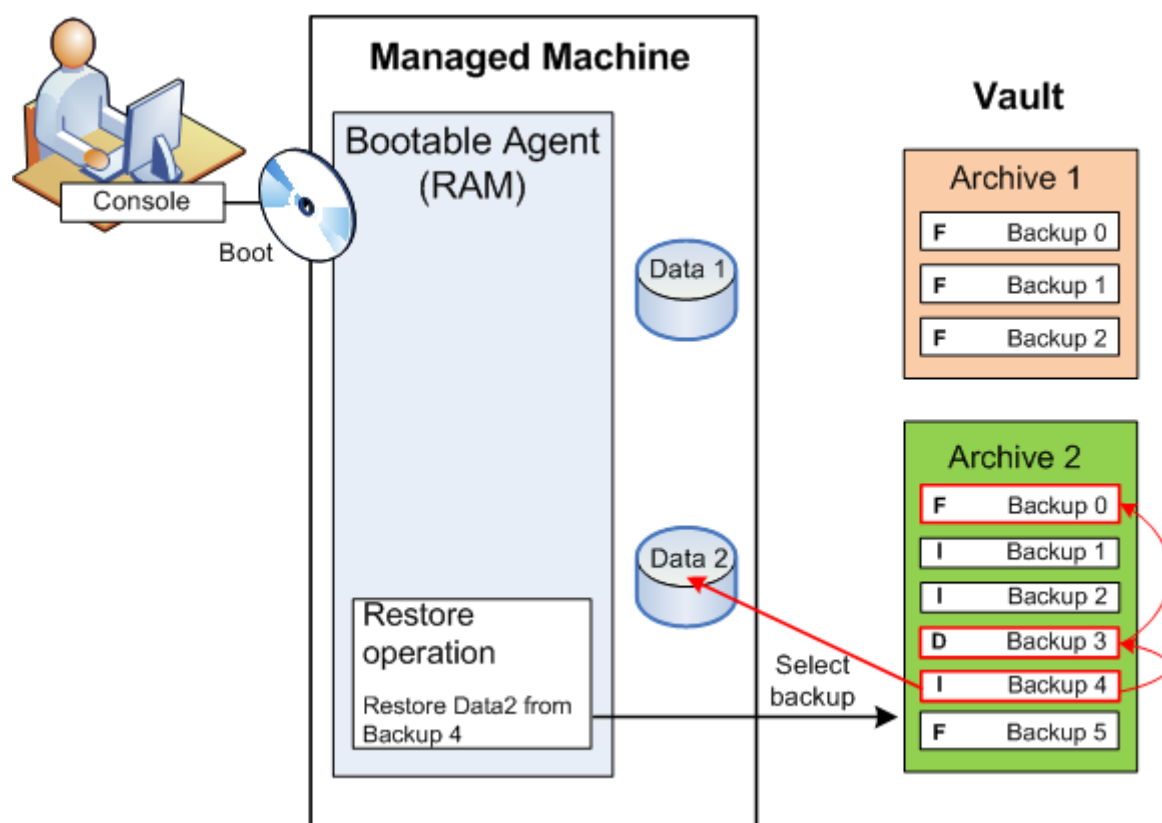 Managed Machine
Vault
Bootable Agent
(RAM)
Console
Boot
Data 1
Data 2
Restore
operation
Restore Data2 from
Backup 4
Select
backup
Archive 1
F Backup 0
F Backup 1
F Backup 2
Archive 2
F Backup 0
I Backup 1
I Backup 2
D Backup 3
I Backup 4
F Backup 5